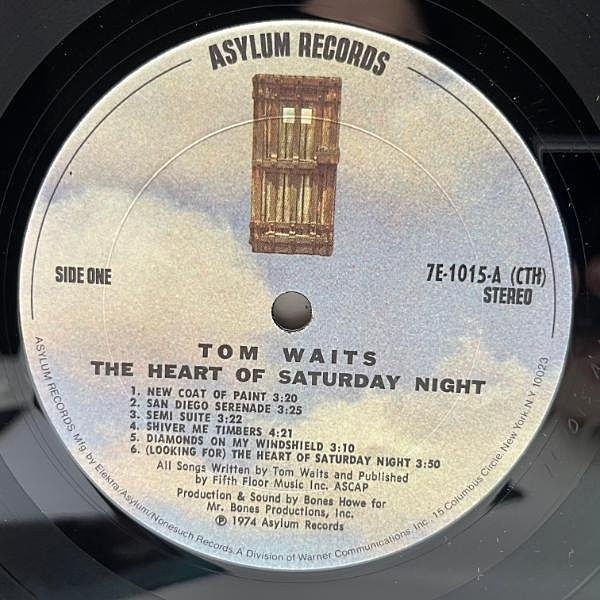 ASYLUM RECORDS
SIDE ONE
7E-1015-A (CTH)
STEREO
TOM WAITS
THE HEART OF SATURDAY NIGHT
1. NEW COAT OF PAINT 3:20
2. SAN DIEGO SERENADE 3:25
3. SEMI SUITE 3:22
4. SHIVER ME TIMBERS 4:21
5. DIAMONDS ON MY WINDSHIELD 3:10
6. (LOOKING FOR) THE HEART OF SATURDAY NIGHT 3:50
All Songs Written by Tom Waits and Published
by Fifth Floor Music Inc. ASCAP
Production & Sound by Bones Howe for
Mr. Bones Productions, Inc.
℗ 1974 Asylum Records
ASYLUM RECORDS, Mfg. by Elektra/Asylum/Nonesuch Records. A Division of Warner Communications, Inc. 15 Columbus Circle, New York, N.Y. 10023